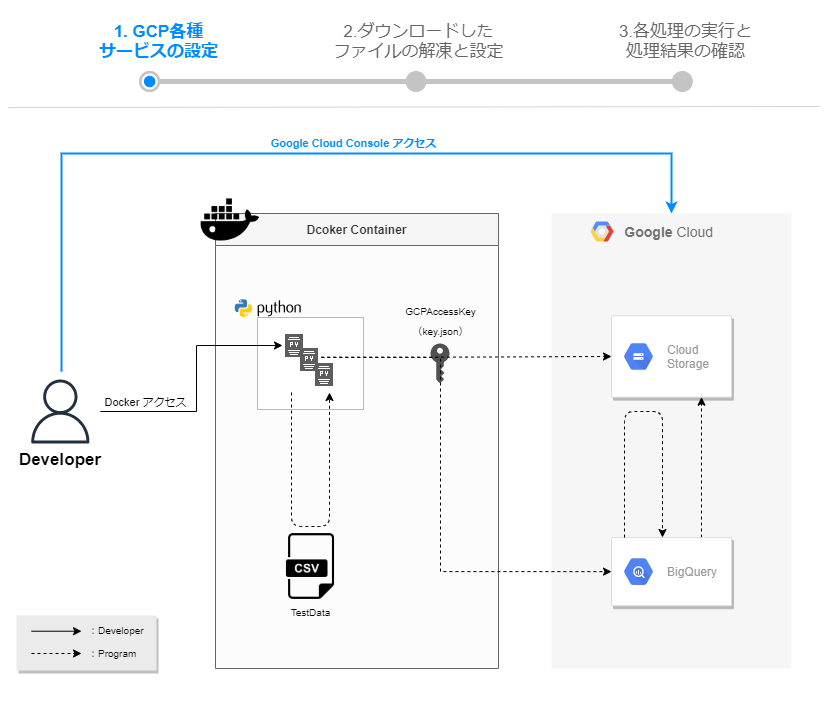 1. GCP各種
サービスの設定
2.ダウンロードした
ファイルの解凍と設定
3.各処理の実行と
処理結果の確認
Google Cloud Console アクセス
Dcoker Container
Google Cloud
python
GCPAccessKey
（key.json）
PY
PY
PY
Cloud
Storage
Docker アクセス
Developer
CSV
TestData
BigQuery
：Developer
：Program